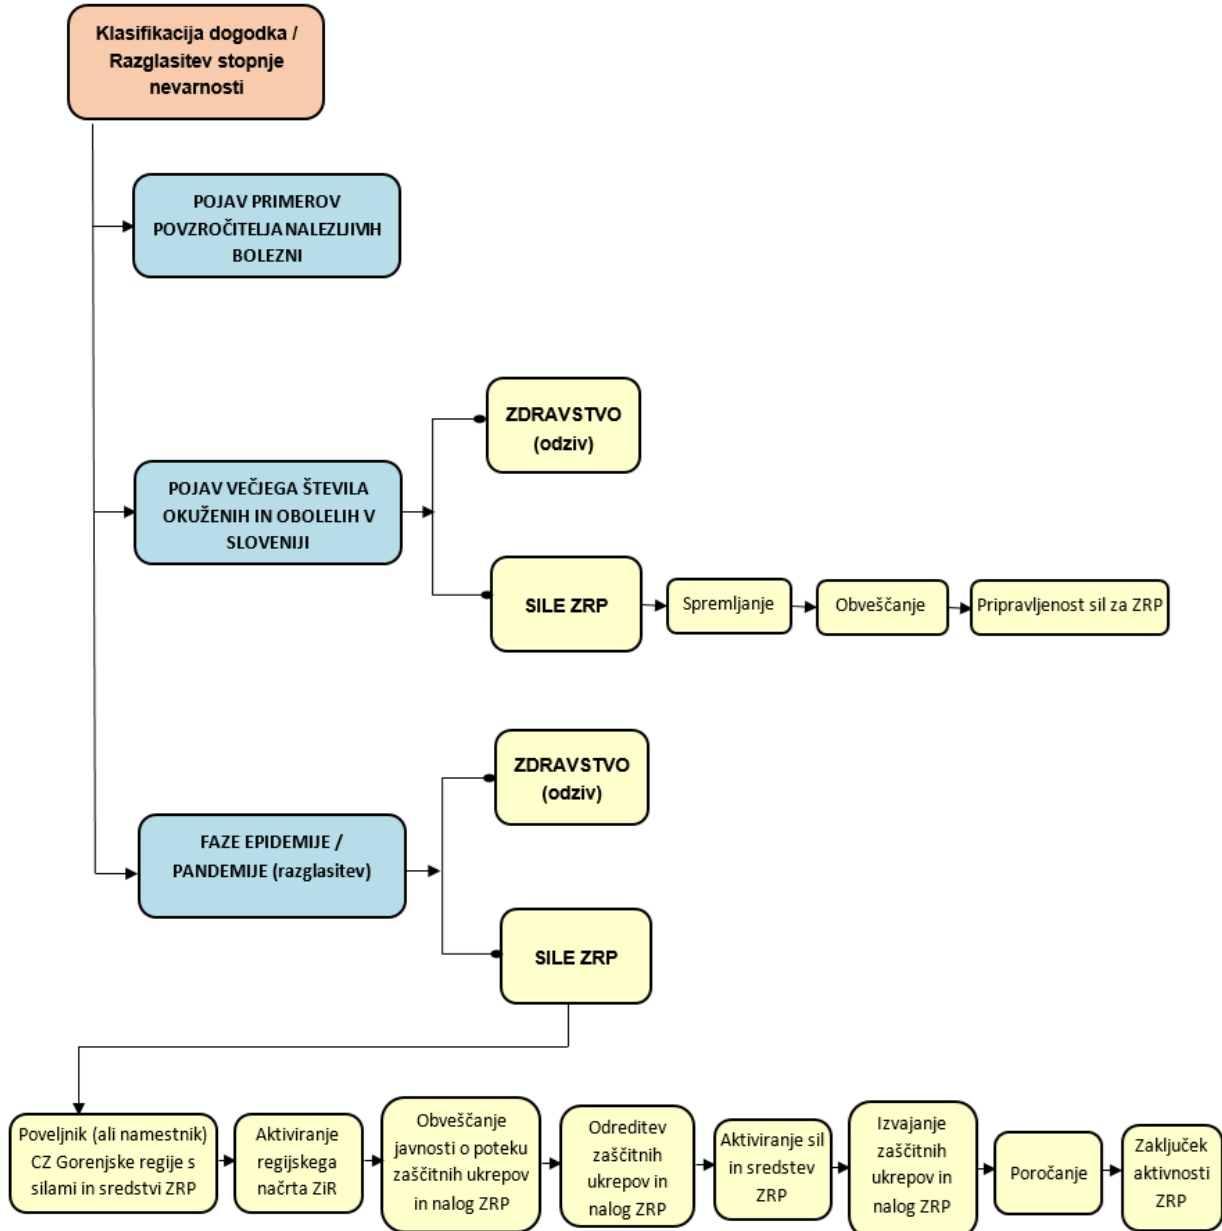 Klasifikacija dogodka /
Razglasitev stopnje
nevarnosti
POJAV PRIMEROV
POVZROČITELJA NALEZLJIVIH
BOLEZNI
ZDRAVSTVO
(odziv)
POJAV VEČJEGA ŠTEVILA
OKUŽENIH IN OBOLELIH V
SLOVENIJI
SILE ZRP
Spremljanje
Obveščanje
Pripravljenost sil za ZRP
ZDRAVSTVO
(odziv)
FAZE EPIDEMIJE /
PANDEMIJE (razglasitev)
SILE ZRP
Poveljnik (ali namestnik)
CZ Gorenjske regije s
silami in sredstvi ZRP
Aktiviranje
regijskega
načrta ZiR
Obveščanje
javnosti o poteku
zaščitnih ukrepov
in nalog ZRP
Odreditev
zaščitnih
ukrepov in
nalog ZRP
Aktiviranje sil
in sredstev
ZRP
Izvajanje
zaščitnih
ukrepov in
nalog ZRP
Poročanje
Zaključek
aktivnosti
ZRP